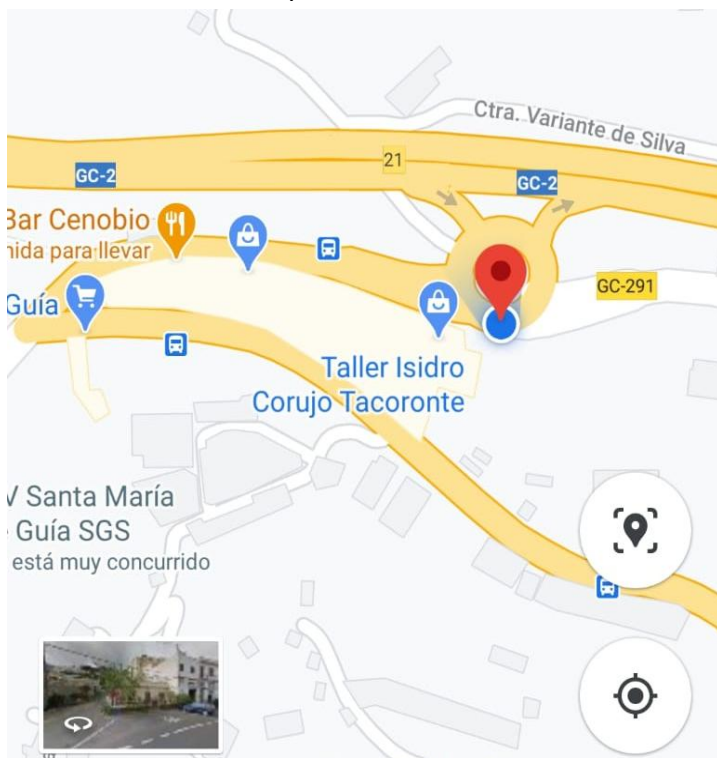 Ctra. Variante de Silva
21
GC-2
GC-2
Bar Cenobio
nida para llevar
GC-291
Guía
Taller Isidro
Corujo Tacoronte
V Santa María
Guía SGS
está muy concurrido